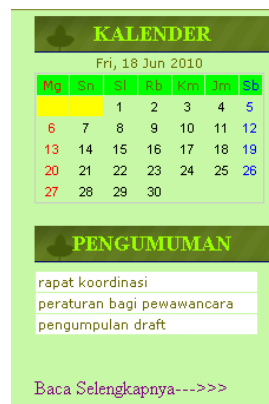 KALENDER
Fri, 18 Jun 2010
Mg Sn Sl Rb Km Jm Sb
1 2 3 4 5
6 7 8 9 10 11 12
13 14 15 16 17 18 19
20 21 22 23 24 25 26
27 28 29 30
PENGUMUMAN
rapat koordinasi
peraturan bagi pewawancara
pengumpulan draft
Baca Selengkapnya--->>>